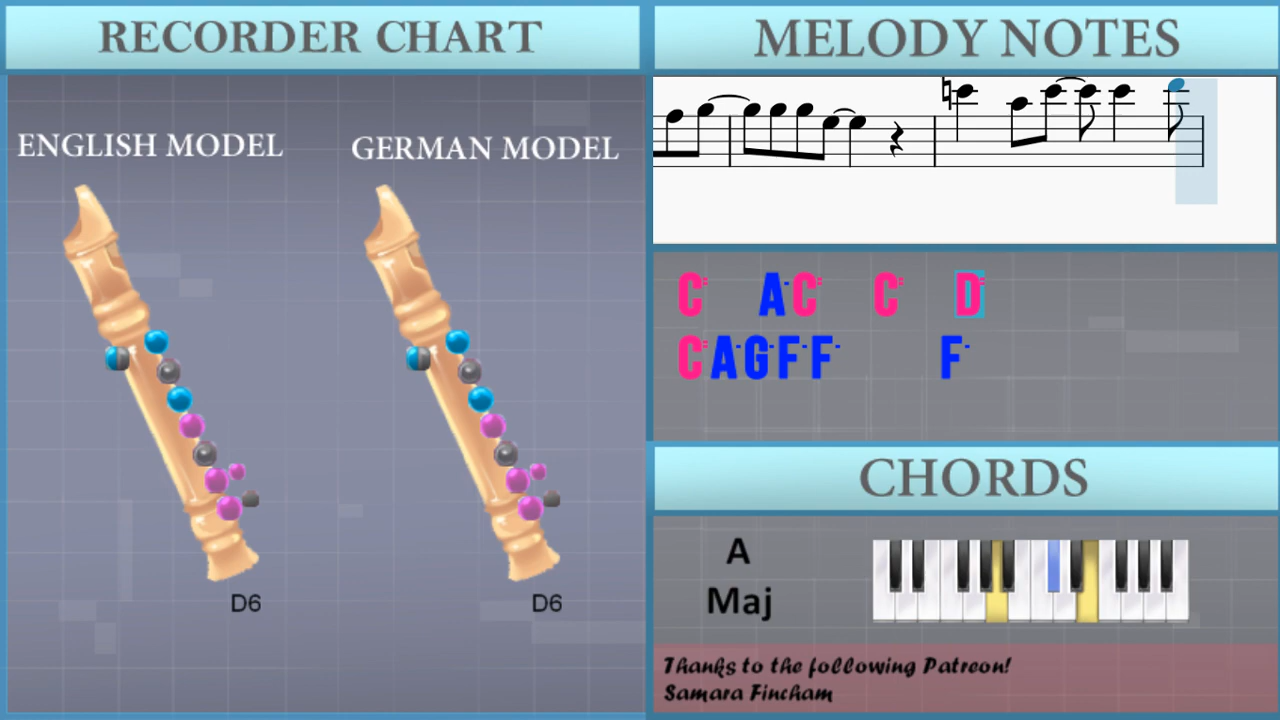 RECORDER CHART
ENGLISH MODEL
GERMAN MODEL
D6
D6
MELODY NOTES
C= A-C= C= D=
C=A-G-F-F- F-
CHORDS
A
Maj
Thanks to the following Patreon!
Samara Fincham